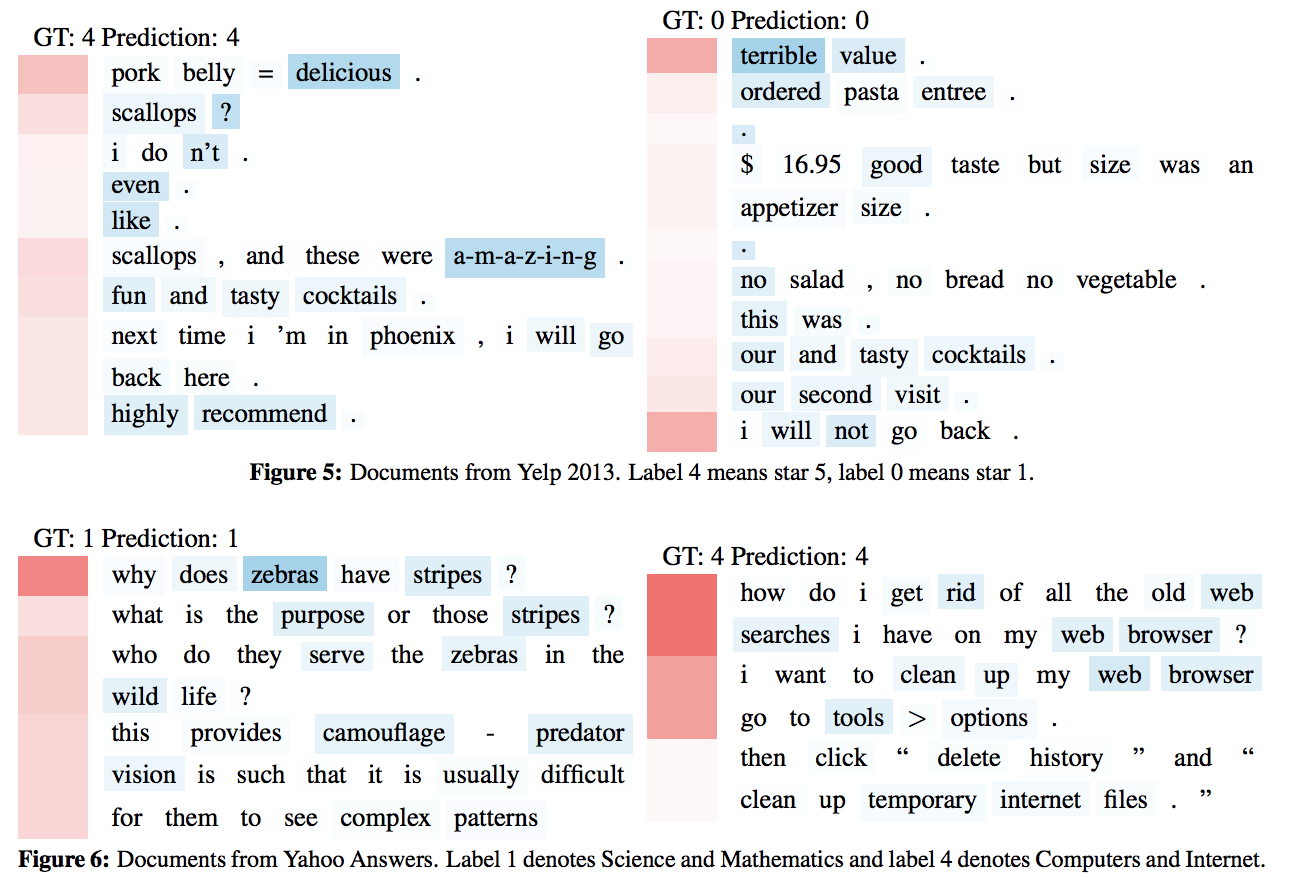 GT: 4 Prediction: 4
pork belly = delicious .
scallops ?
i do n't .
even .
like .
scallops , and these were a-m-a-z-i-n-g .
fun and tasty cocktails .
next time i 'm in phoenix , i will go
back here .
highly recommend .
GT: 0 Prediction: 0
terrible value .
ordered pasta entree .
.
$ 16.95 good taste but size was an
appetizer size .
.
no salad , no bread no vegetable .
this was .
our and tasty cocktails .
our second visit .
i will not go back .
Figure 5: Documents from Yelp 2013. Label 4 means star 5, label 0 means star 1.
GT: 1 Prediction: 1
why does zebras have stripes ?
what is the purpose or those stripes ?
who do they serve the zebras in the
wild life ?
this provides camouflage - predator
vision is such that it is usually difficult
for them to see complex patterns
GT: 4 Prediction: 4
how do i get rid of all the old web
searches i have on my web browser ?
i want to clean up my web browser
go to tools > options .
then click “ delete history ” and “
clean up temporary internet files . ”
Figure 6: Documents from Yahoo Answers. Label 1 denotes Science and Mathematics and label 4 denotes Computers and Internet.